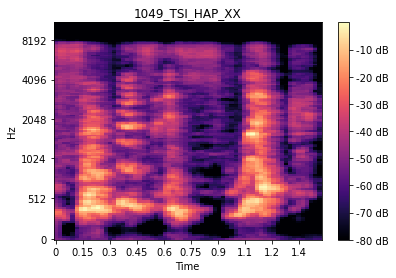 1049_TSI_HAP_XX
8192
4096
2048
1024
512
0
Hz
0 0.15 0.3 0.45 0.6 0.75 0.9 1.1 1.2 1.4
Time
-10 dB
-20 dB
-30 dB
-40 dB
-50 dB
-60 dB
-70 dB
-80 dB